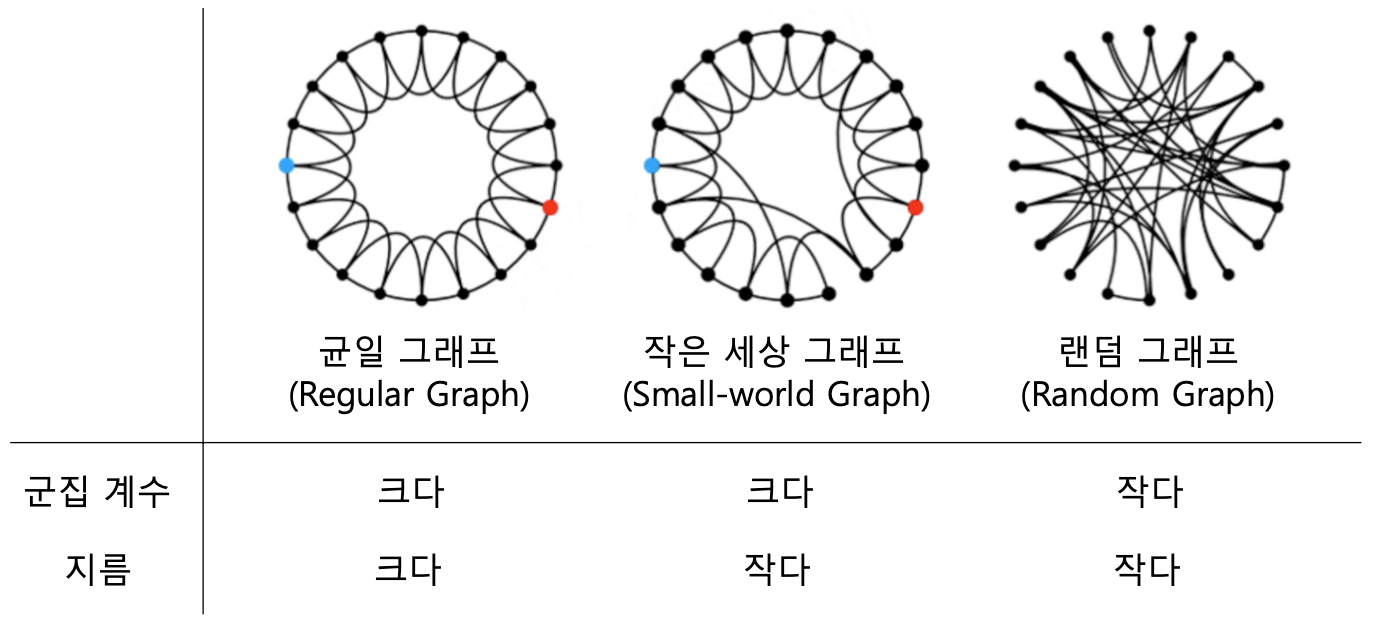 균일 그래프
(Regular Graph)
작은 세상 그래프
(Small-world Graph)
랜덤 그래프
(Random Graph)
군집 계수 크다 크다 작다
지름 크다 작다 작다